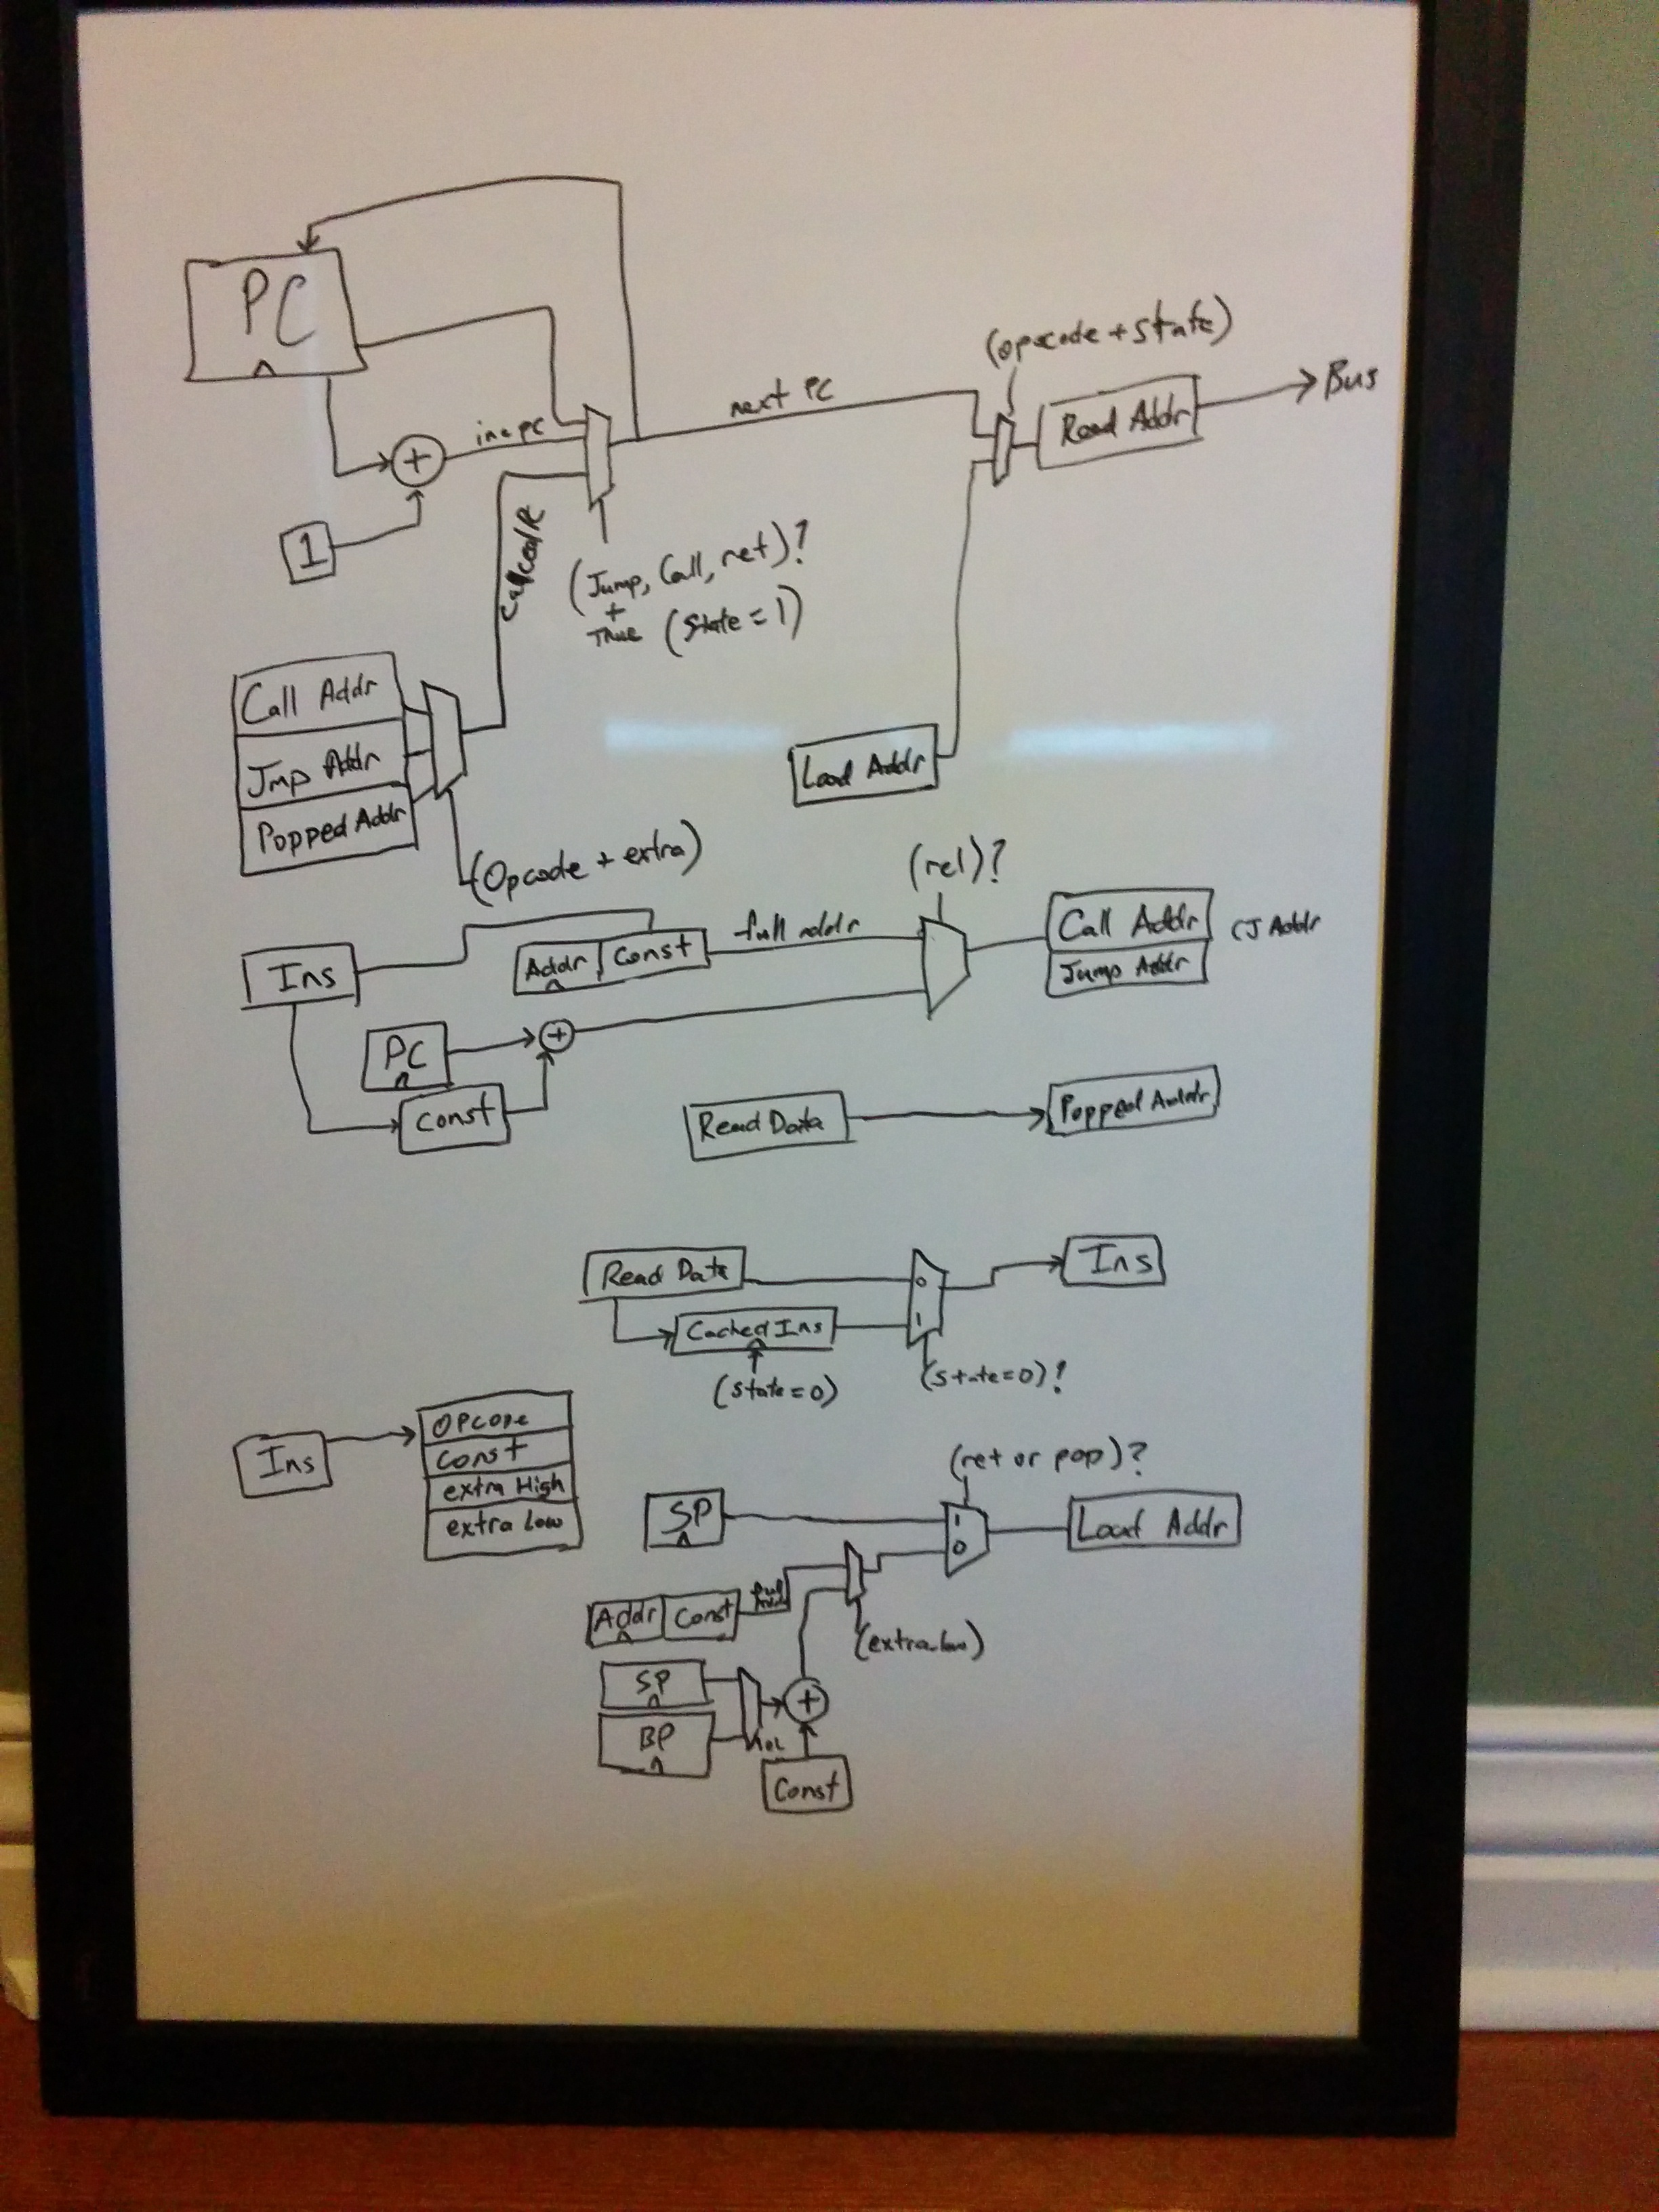 PC
(opcode + state)
Bus
Read Addr
next PC
inc pc
+
1
(Jump, Call, ret)?
+
True (state = 1)
Call Addr
Jmp Addr
Popped Addr
Load Addr
(Opcode + extra)
(rel)?
Ins
Addr Const
full addr
Call Addr
CJ Addr
Jump Addr
PC
+
Const
Read Data
Popped Addr
Read Data
0
Ins
Cached Ins
1
(state=0)
(state=0)?
Ins
Opcode
const
extra High
extra Low
(ret or pop)?
SP
1
0
Load Addr
Addr Const
full
(extra low)
SP
+
BP
Const